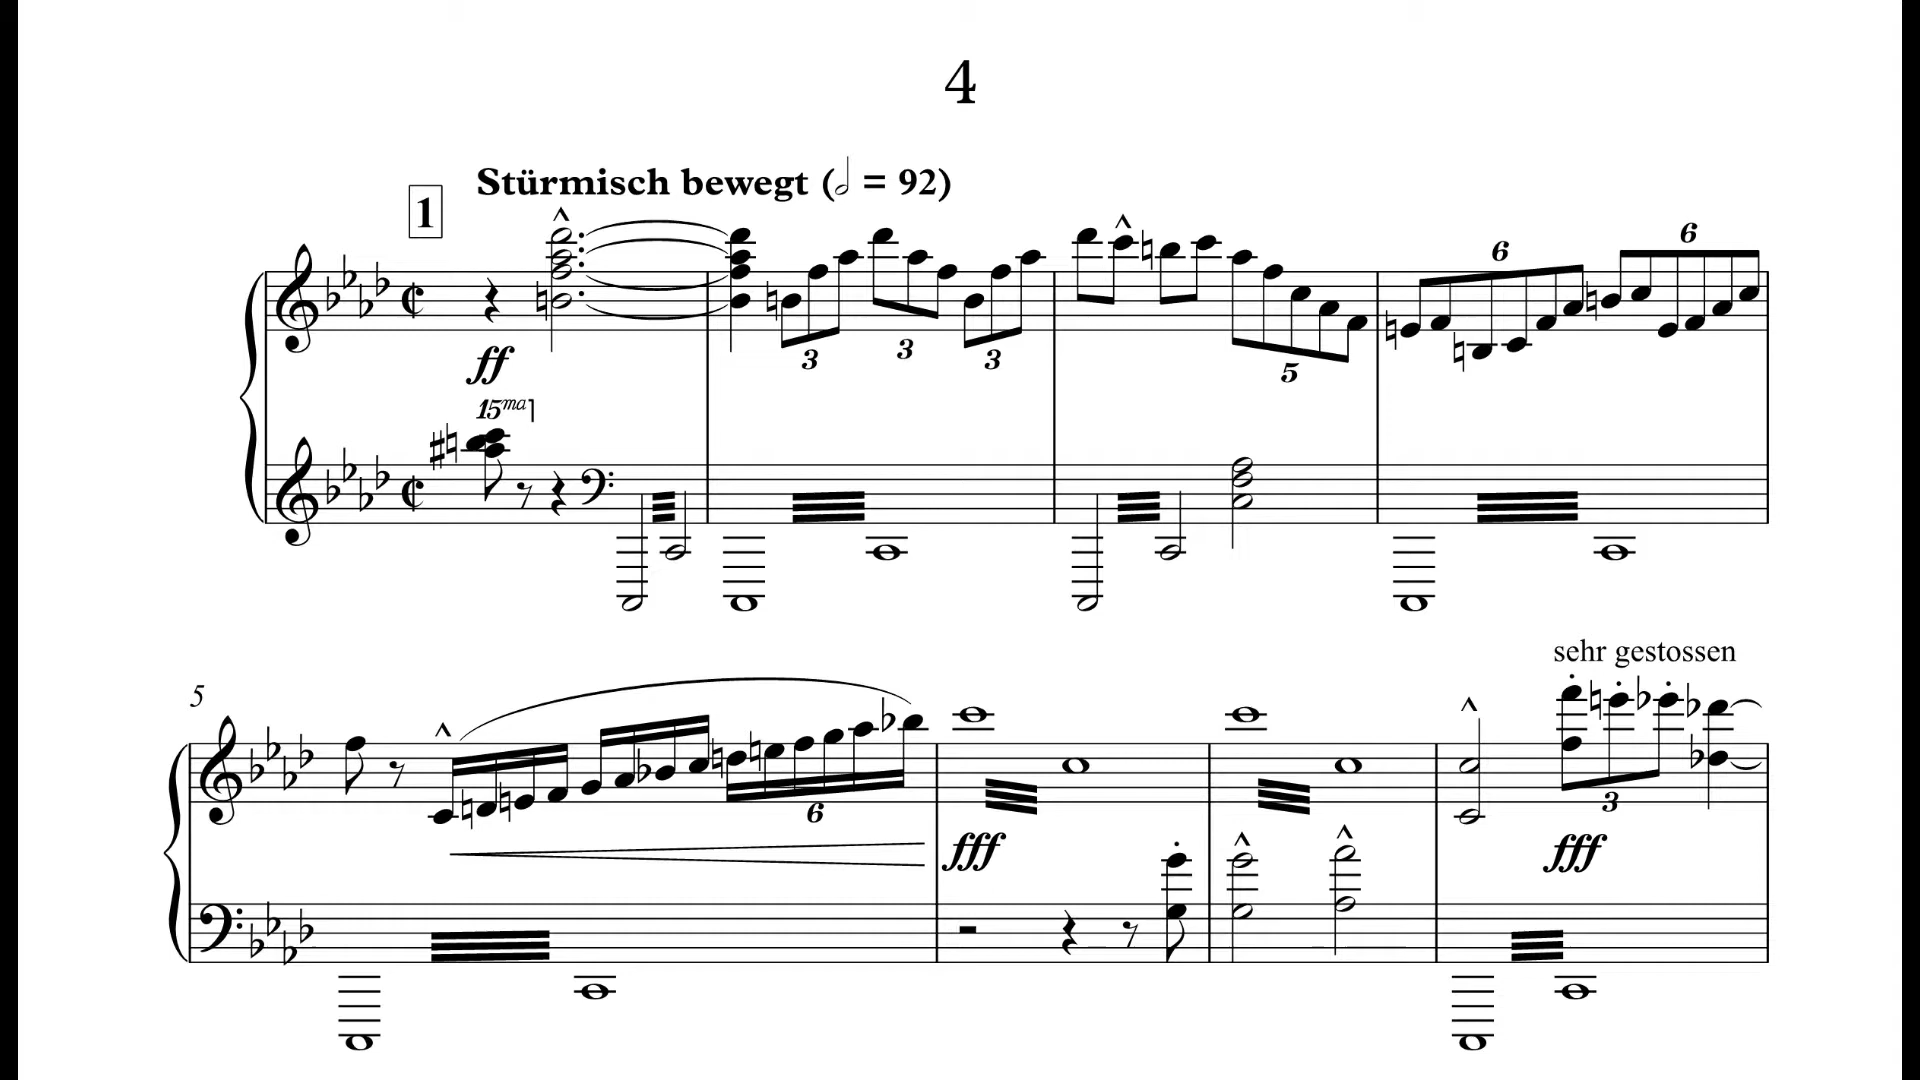 4
Stürmisch bewegt (𝅗𝅥 = 92)
1
6
6
ff
3
3
3
5
15ma
sehr gestossen
5
6
3
fff
fff